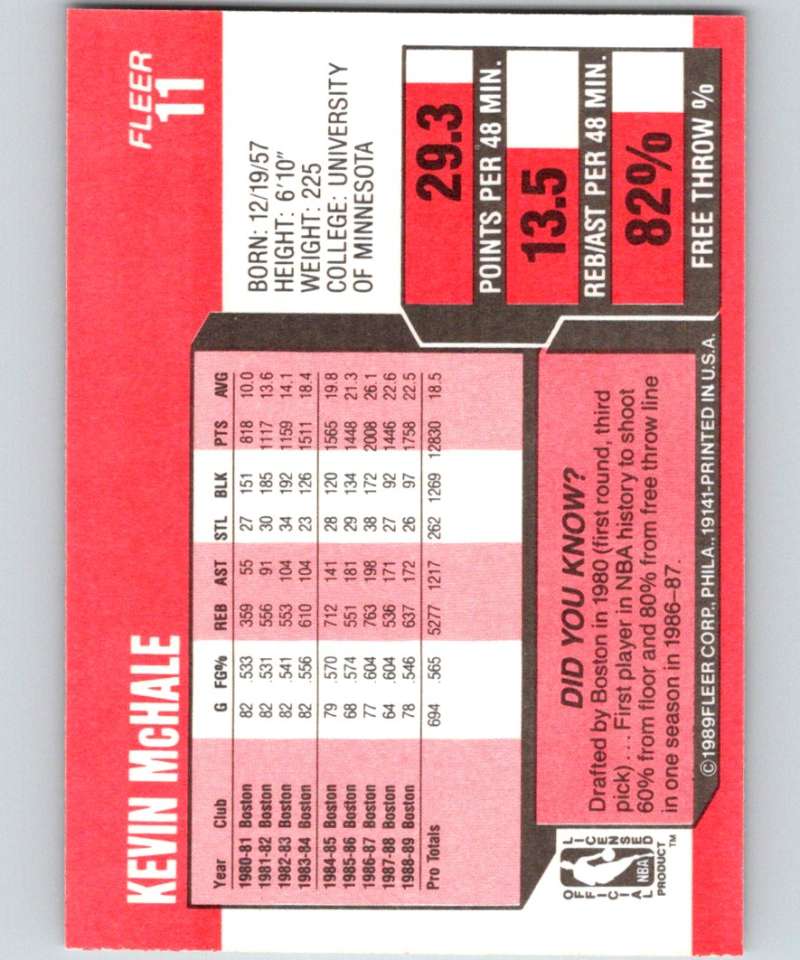 KEVIN McHALE
FLEER
11
Year Club G FG% REB AST STL BLK PTS AVG
1980-81 Boston 82 .533 359 55 27 151 818 10.0
1981-82 Boston 82 .531 556 91 30 185 1117 13.6
1982-83 Boston 82 .541 553 104 34 192 1159 14.1
1983-84 Boston 82 .556 610 104 23 126 1511 18.4
1984-85 Boston 79 .570 712 141 28 120 1565 19.8
1985-86 Boston 68 .574 551 181 29 134 1448 21.3
1986-87 Boston 77 .604 763 198 38 172 2008 26.1
1987-88 Boston 64 .604 536 171 27 92 1446 22.6
1988-89 Boston 78 .546 637 172 26 97 1758 22.5
Pro Totals 694 .565 5277 1217 262 1269 12830 18.5
BORN: 12/19/57
HEIGHT: 6'10"
WEIGHT: 225
COLLEGE: UNIVERSITY
OF MINNESOTA
29.3
POINTS PER 48 MIN.
13.5
REB/AST PER 48 MIN.
82%
FREE THROW %
DID YOU KNOW?
Drafted by Boston in 1980 (first round, third
pick) . . . First player in NBA history to shoot
60% from floor and 80% from free throw line
in one season in 1986-87.
OFFICIAL
LICENSED
NBA
PRODUCT™
©1989FLEER CORP., PHILA., 19141-PRINTED IN U.S.A.